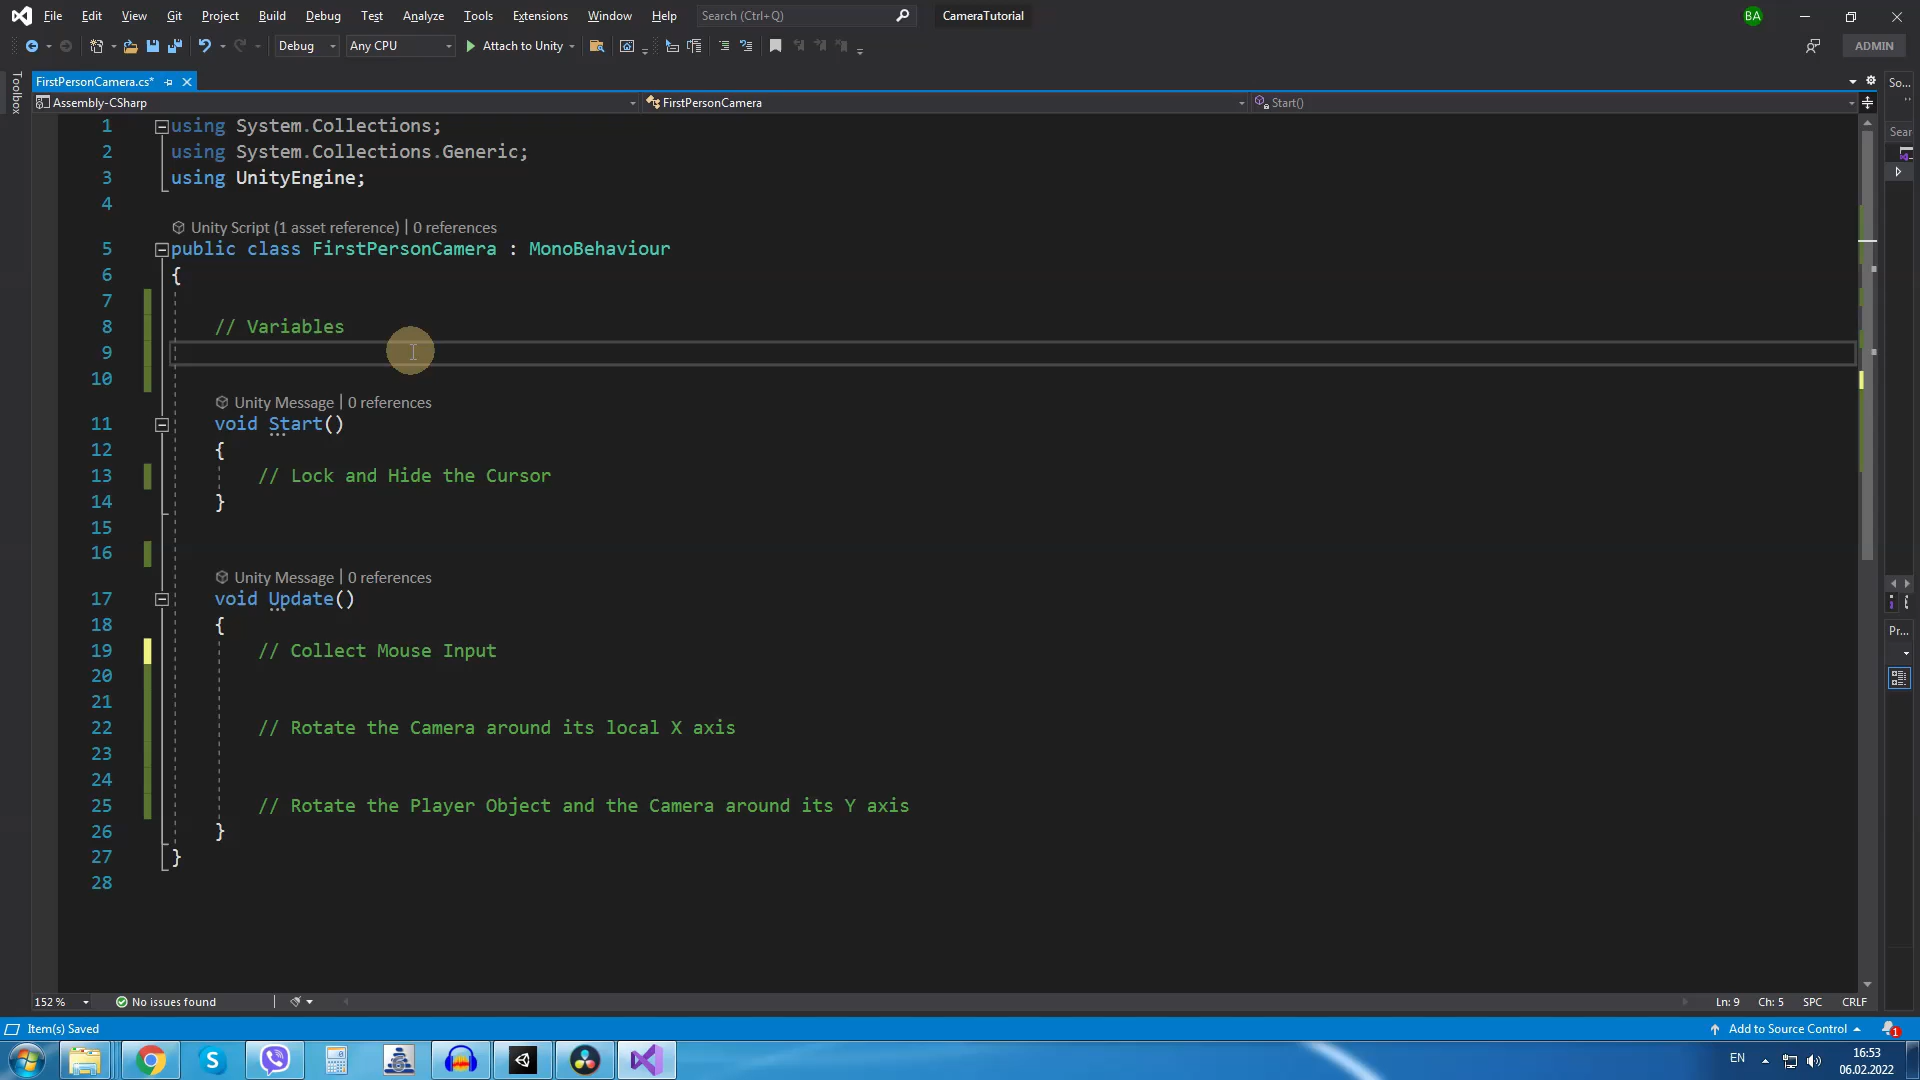 File Edit View Git Project Build Debug Test Analyze Tools Extensions Window Help Search (Ctrl+Q) CameraTutorial BA
Debug Any CPU Attach to Unity ADMIN
Toolbox
FirstPersonCamera.cs* So...
Assembly-CSharp FirstPersonCamera Start()
Sear
1 using System.Collections;
2 using System.Collections.Generic;
3 using UnityEngine;
4
Unity Script (1 asset reference) | 0 references
5 public class FirstPersonCamera : MonoBehaviour
6 {
7
8 // Variables
9
10
Unity Message | 0 references
11 void Start()
12 {
13 // Lock and Hide the Cursor
14 }
15
16
Unity Message | 0 references
17 void Update()
18 {
19 // Collect Mouse Input
20
21
22 // Rotate the Camera around its local X axis
23
24
25 // Rotate the Player Object and the Camera around its Y axis
26 }
27 }
28
Pr...
152 % No issues found Ln: 9 Ch: 5 SPC CRLF
Item(s) Saved Add to Source Control 1
EN 16:53
06.02.2022